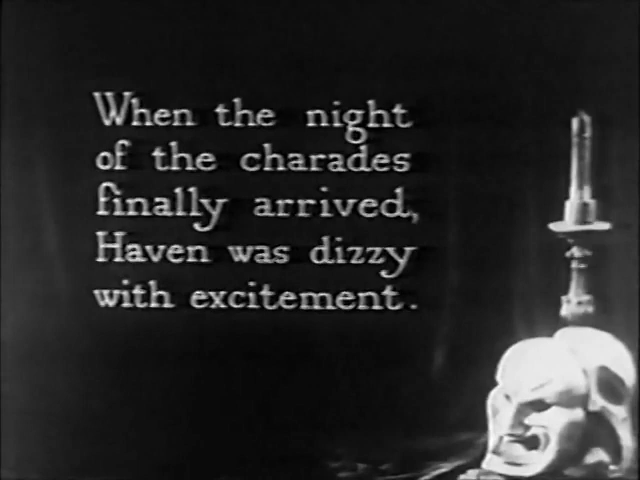 When the night
of the charades
finally arrived,
Haven was dizzy
with excitement.